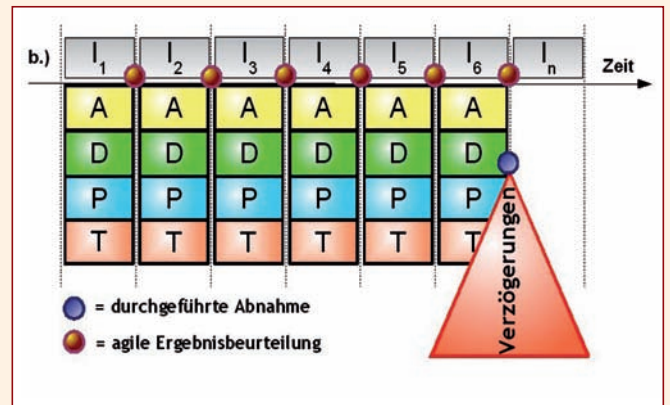 b.) I1 I2 I3 I4 I5 I6 In Zeit
A A A A A A
D D D D D D
P P P P P P
T T T T T T
Verzögerungen
= durchgeführte Abnahme
= agile Ergebnisbeurteilung